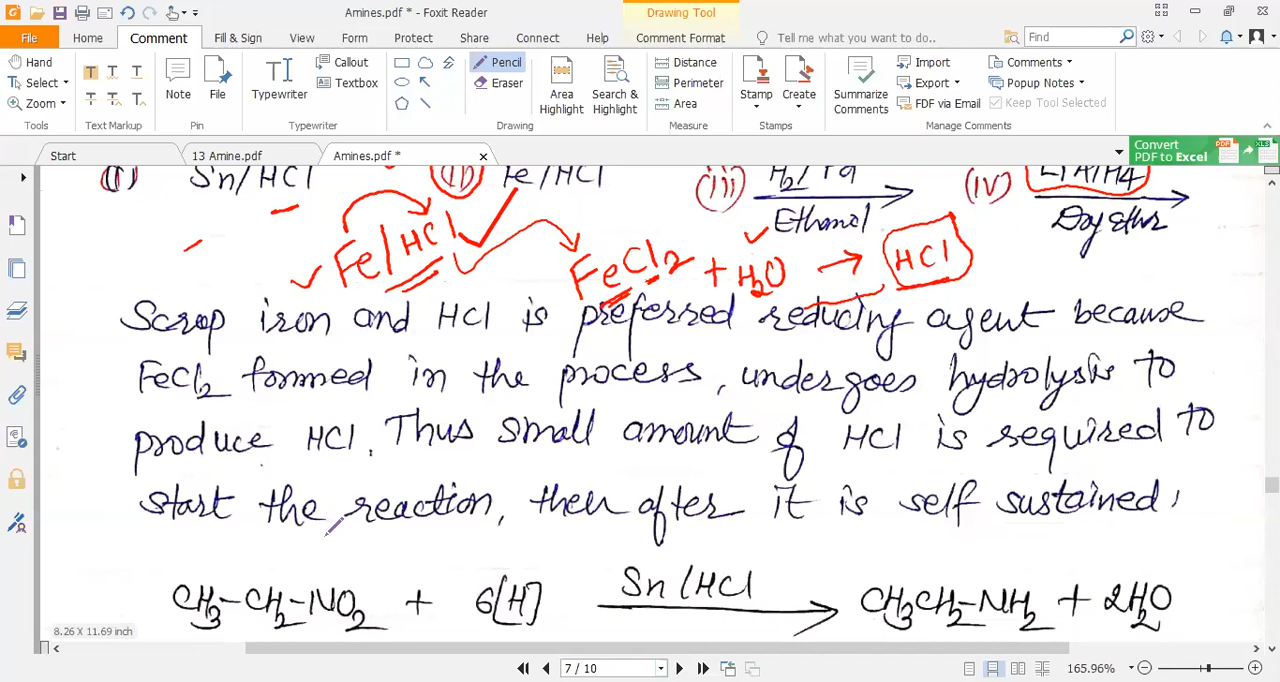 Amines.pdf * - Foxit Reader
Drawing Tool
File
Home
Comment
Fill & Sign
View
Form
Protect
Share
Connect
Help
Comment Format
Tell me what you want to do..
Find
Hand
Select
Zoom
Tools
Text Markup
Note
File
Pin
Typewriter
Callout
Textbox
Typewriter
Pencil
Eraser
Drawing
Area Highlight
Search & Highlight
Distance
Perimeter
Area
Measure
Stamp
Create
Stamps
Summarize Comments
Import
Export
FDF via Email
Comments
Popup Notes
Keep Tool Selected
Manage Comments
Start
13 Amine.pdf
Amines.pdf *
Convert
PDF to Excel
(i) Sn/HCl (ii) Fe/HCl (iii) H2/Pd Ethanol (iv) LiAlH4 Dry ether
Fe/HCl FeCl2 + H2O → HCl
Scrop iron and HCl is preferred reducing agent because
FeCl2 formed in the process, undergoes hydrolysis to
produce HCl. Thus small amount of HCl is required to
start the reaction, then after it is self sustained,
CH3-CH2-NO2 + 6[H] Sn/HCl → CH3CH2-NH2 + 2H2O
8.26 X 11.69 inch
7 / 10
165.96%